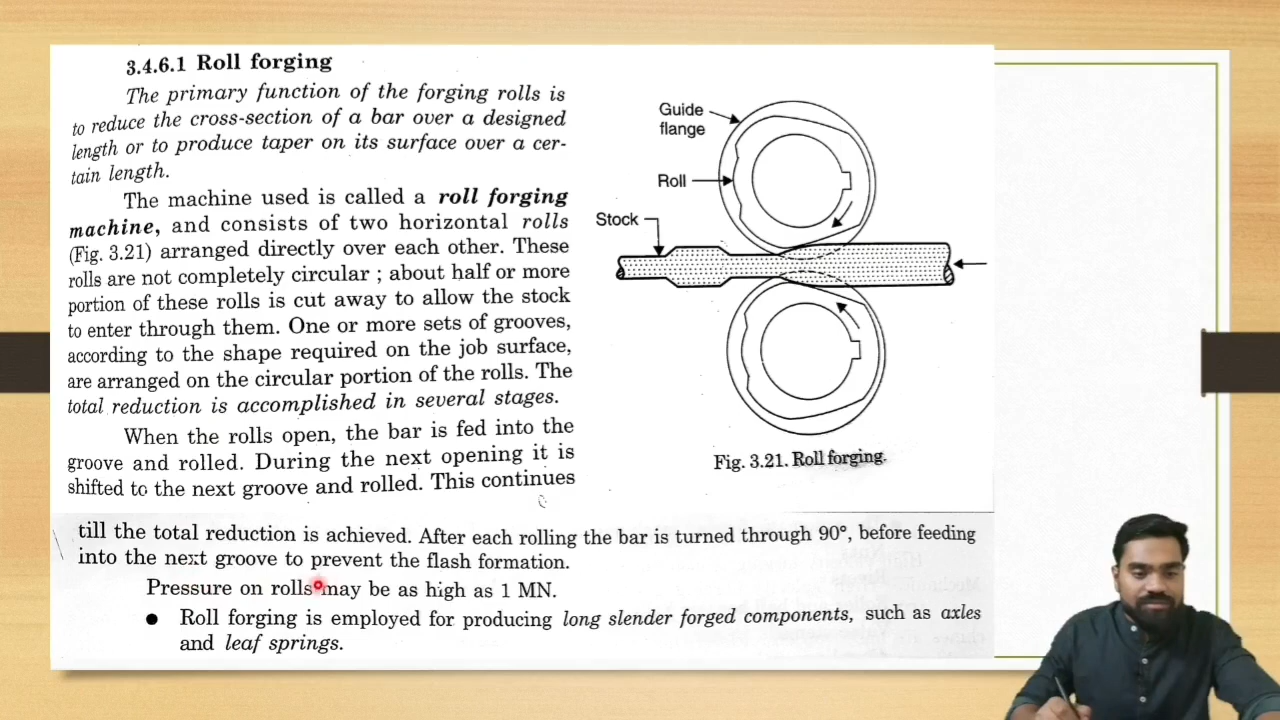 3.4.6.1 Roll forging
The primary function of the forging rolls is
to reduce the cross-section of a bar over a designed
length or to produce taper on its surface over a cer-
tain length.
The machine used is called a roll forging
machine, and consists of two horizontal rolls
(Fig. 3.21) arranged directly over each other. These
rolls are not completely circular ; about half or more
portion of these rolls is cut away to allow the stock
to enter through them. One or more sets of grooves,
according to the shape required on the job surface,
are arranged on the circular portion of the rolls. The
total reduction is accomplished in several stages.
When the rolls open, the bar is fed into the
groove and rolled. During the next opening it is
shifted to the next groove and rolled. This continues
Guide
flange
Roll
Stock
Fig. 3.21. Roll forging.
till the total reduction is achieved. After each rolling the bar is turned through 90°, before feeding
into the next groove to prevent the flash formation.
Pressure on rolls may be as high as 1 MN.
● Roll forging is employed for producing long slender forged components, such as axles
and leaf springs.